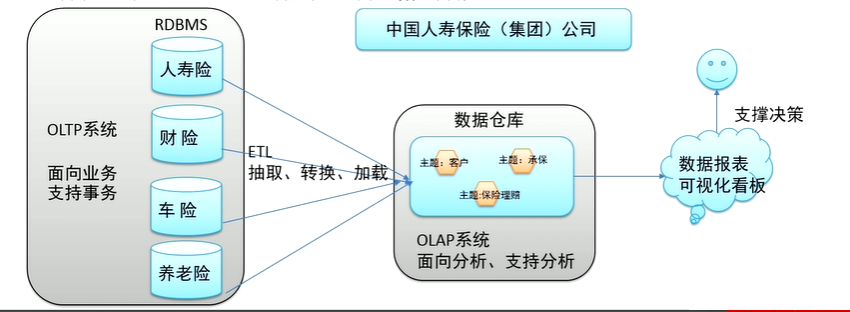 RDBMS
中国人寿保险（集团）公司
人寿险
OLTP系统
财 险
面向业务
支持事务
车 险
养老险
ETL
抽取、转换、加载
数据仓库
主题：客户
主题：承保
主题:保险理赔
OLAP系统
面向分析、支持分析
支撑决策
数据报表
可视化看板